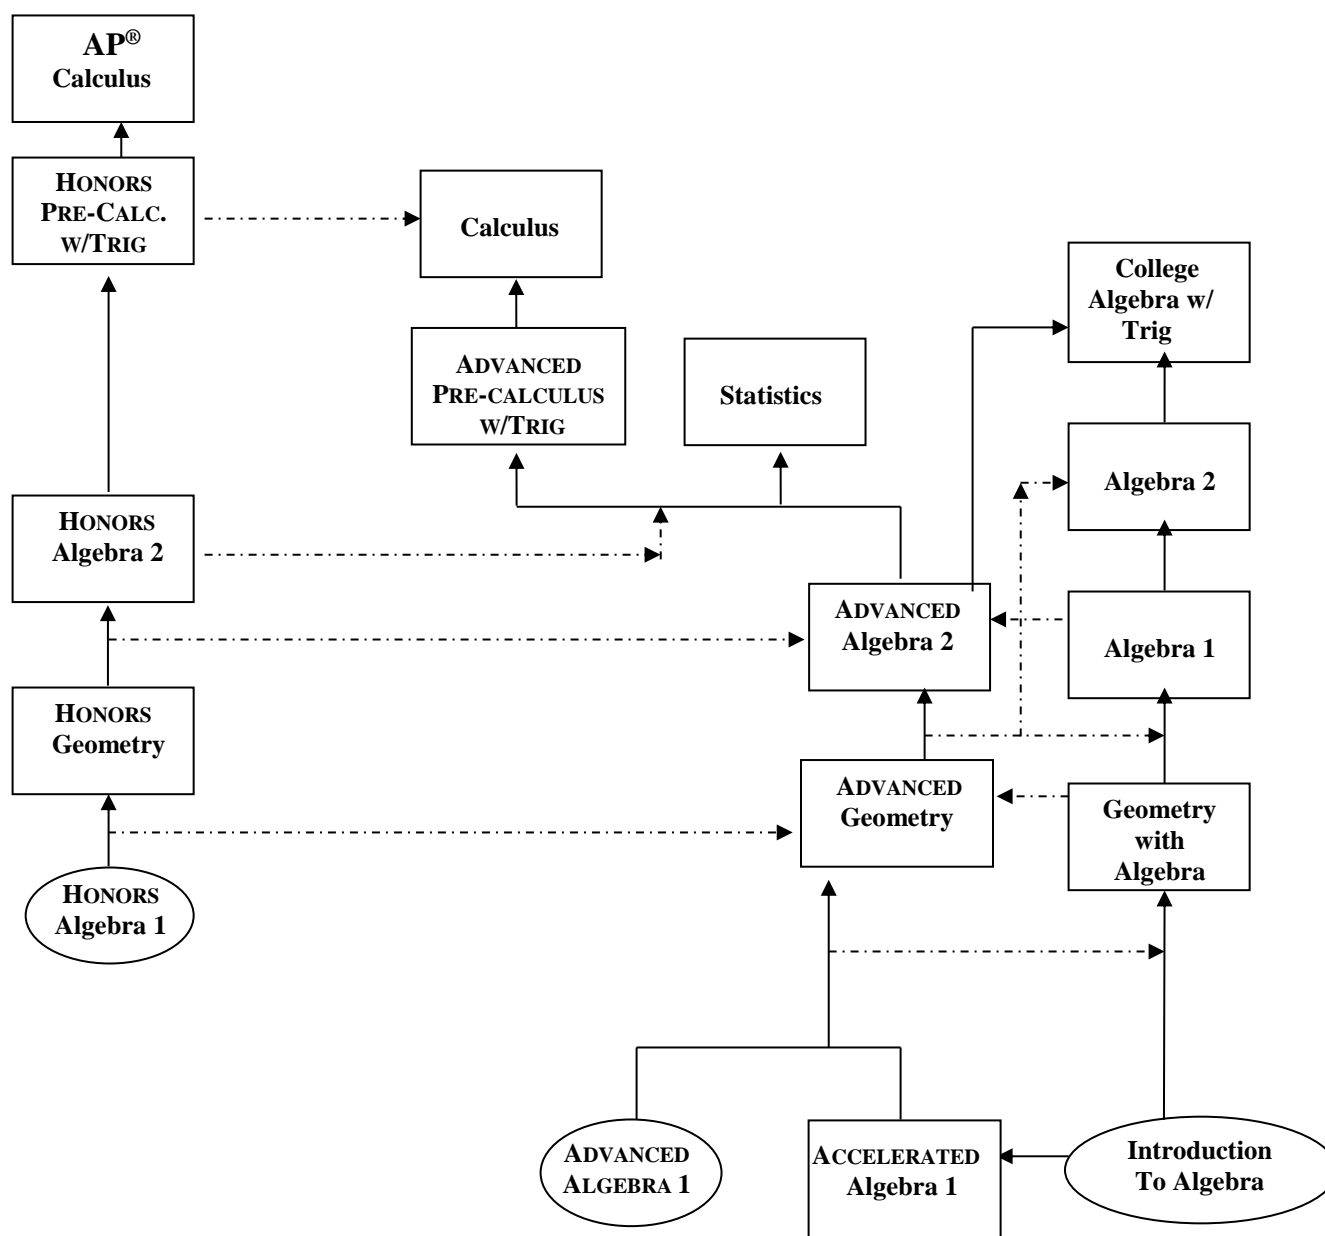 AP®
Calculus
HONORS
PRE-CALC.
W/TRIG
Calculus
College
Algebra w/
Trig
ADVANCED
PRE-CALCULUS
W/TRIG
Statistics
Algebra 2
HONORS
Algebra 2
ADVANCED
Algebra 2
Algebra 1
HONORS
Geometry
ADVANCED
Geometry
Geometry
with
Algebra
HONORS
Algebra 1
ADVANCED
ALGEBRA 1
ACCELERATED
Algebra 1
Introduction
To Algebra